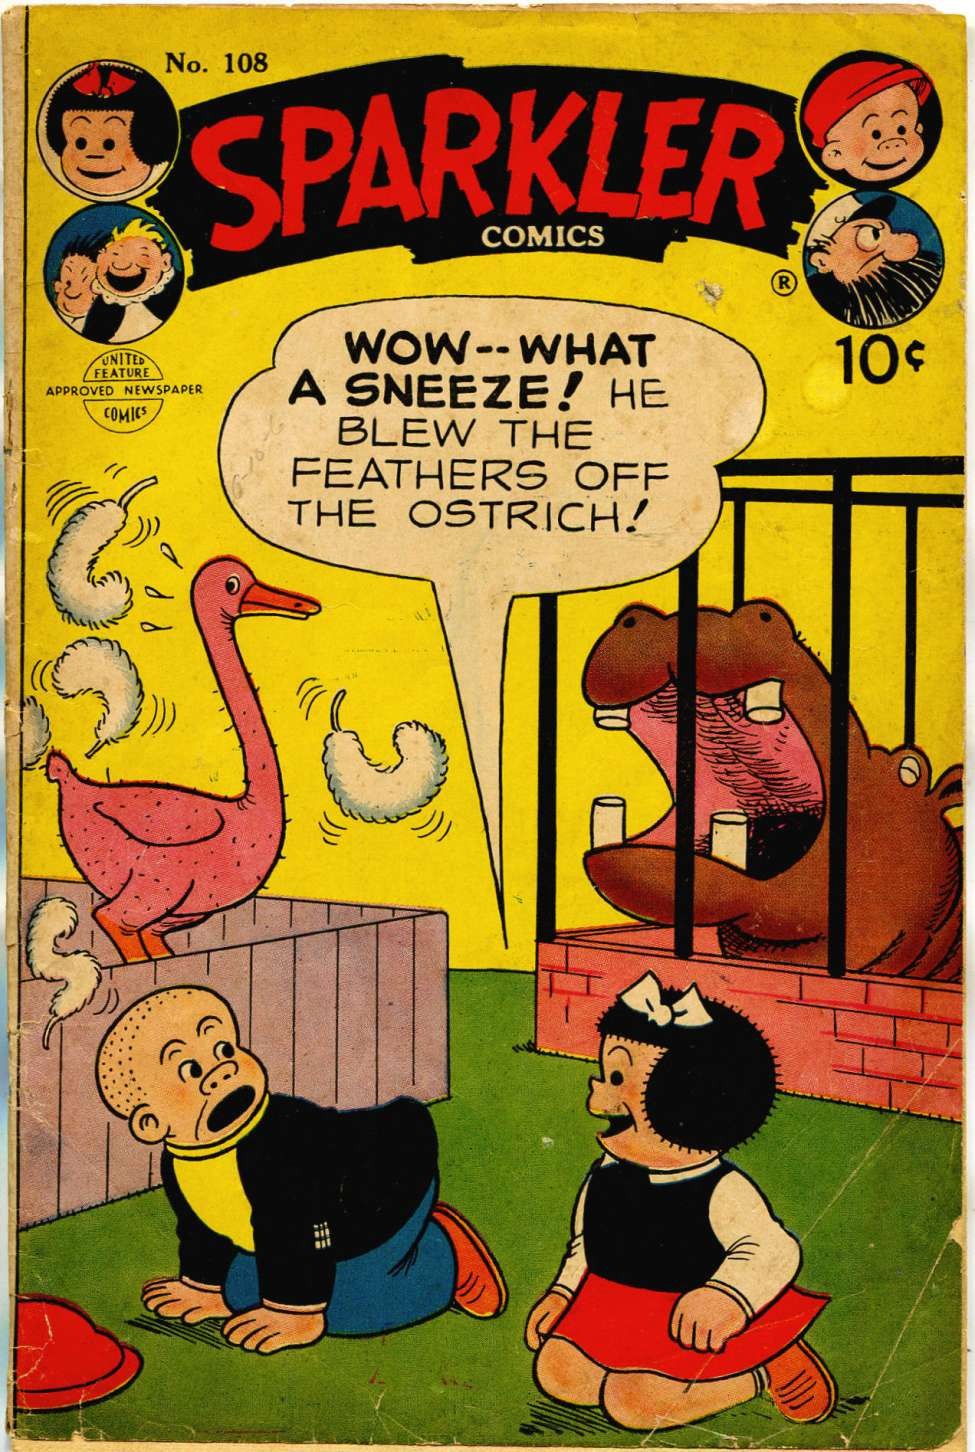 No. 108
SPARKLER
COMICS
®
10¢
UNITED
FEATURE
APPROVED NEWSPAPER
COMICS
WOW--WHAT
A SNEEZE! HE
BLEW THE
FEATHERS OFF
THE OSTRICH!